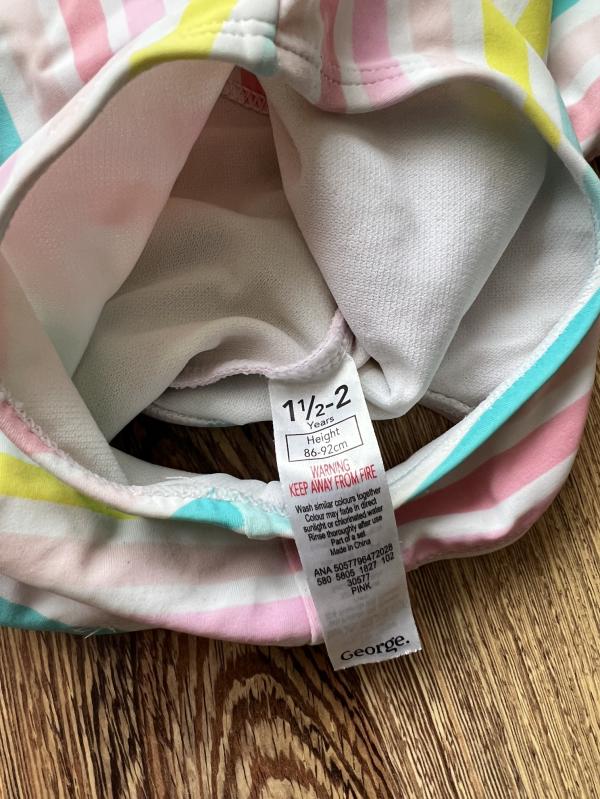 1½-2
Years
Height
86-92cm
WARNING
KEEP AWAY FROM FIRE
Wash similar colours together
Colour may fade in direct
sunlight or chlorinated water
Rinse thoroughly after use
Part of a set
Made in China
ANA 5057796472028
580 5805 1827 102
30577
PINK
George.